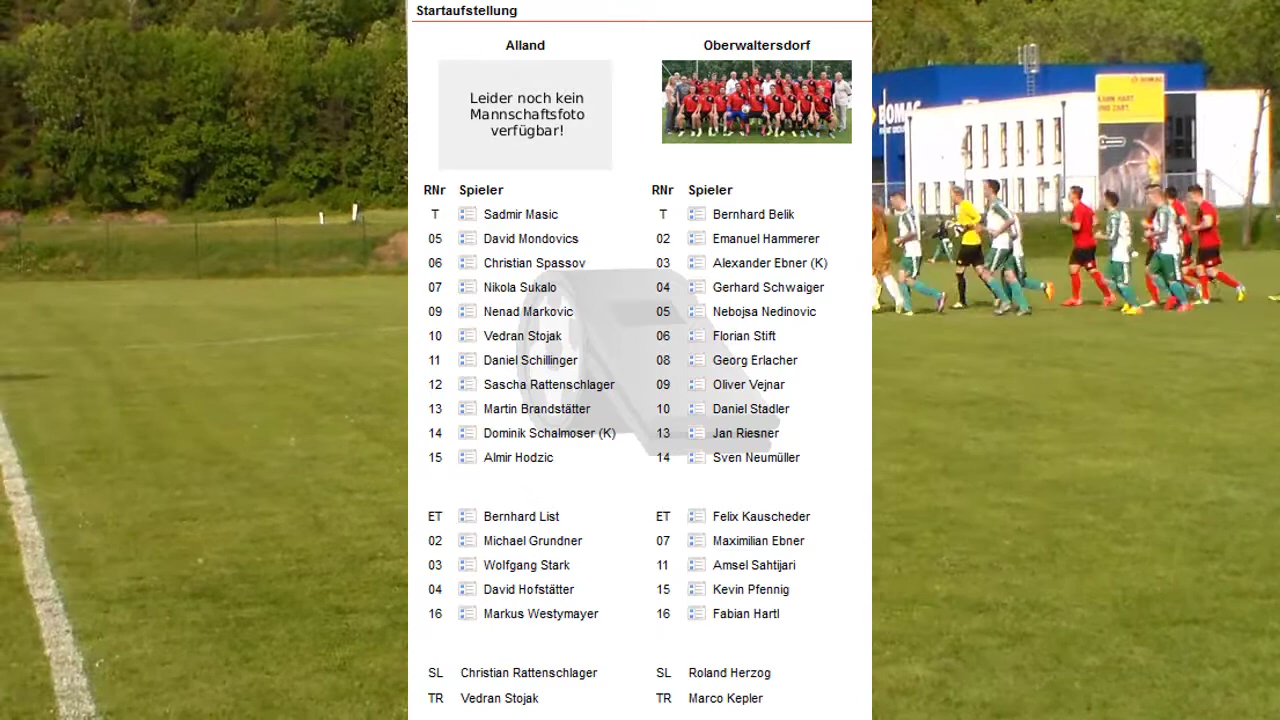 Startaufstellung
Alland
Oberwaltersdorf
Leider noch kein
Mannschaftsfoto
verfügbar!
RNr Spieler RNr Spieler
T Sadmir Masic T Bernhard Belik
05 David Mondovics 02 Emanuel Hammerer
06 Christian Spassov 03 Alexander Ebner (K)
07 Nikola Sukalo 04 Gerhard Schwaiger
09 Nenad Markovic 05 Nebojsa Nedinovic
10 Vedran Stojak 06 Florian Stift
11 Daniel Schillinger 08 Georg Erlacher
12 Sascha Rattenschlager 09 Oliver Vejnar
13 Martin Brandstätter 10 Daniel Stadler
14 Dominik Schalmoser (K) 13 Jan Riesner
15 Almir Hodzic 14 Sven Neumüller
ET Bernhard List ET Felix Kauscheder
02 Michael Grundner 07 Maximilian Ebner
03 Wolfgang Stark 11 Amsel Sahtijari
04 David Hofstätter 15 Kevin Pfennig
16 Markus Westymayer 16 Fabian Hartl
SL Christian Rattenschlager SL Roland Herzog
TR Vedran Stojak TR Marco Kepler
BOMAG